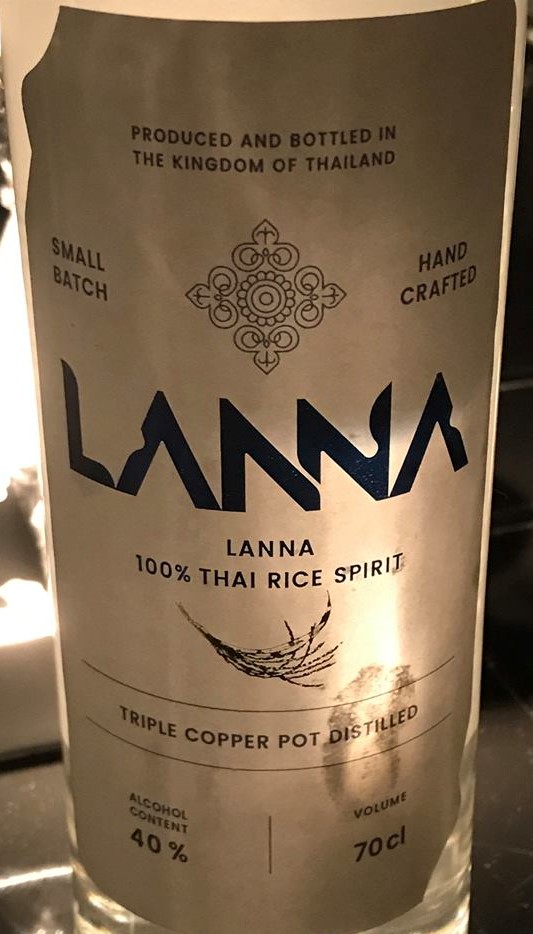 PRODUCED AND BOTTLED IN
THE KINGDOM OF THAILAND
SMALL
BATCH
HAND
CRAFTED
LANNA
LANNA
100% THAI RICE SPIRIT
TRIPLE COPPER POT DISTILLED
ALCOHOL
CONTENT
40 %
VOLUME
70cl